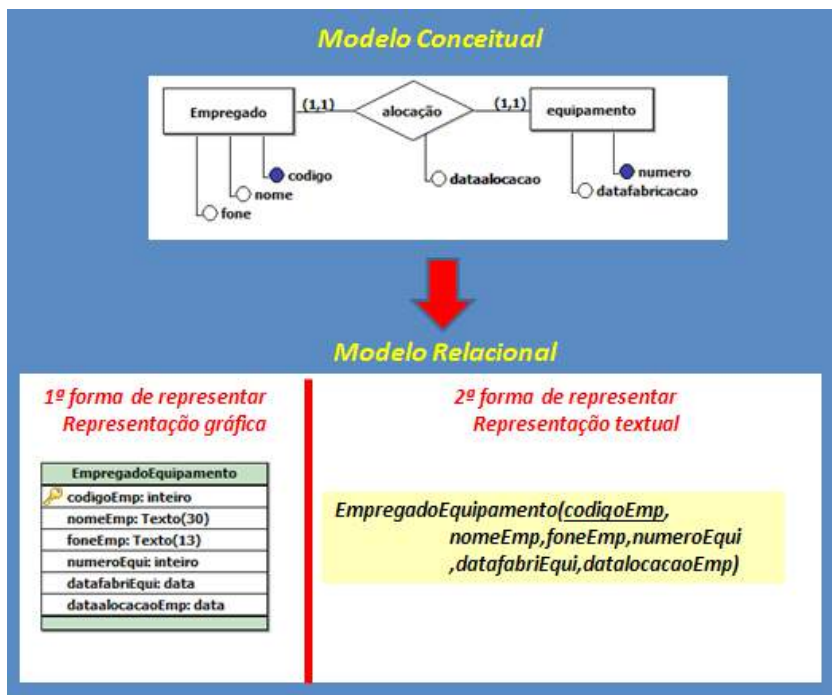 Modelo Conceitual
Empregado
(1,1)
alocação
(1,1)
equipamento
codigo
nome
fone
dataalocacao
numero
datafabricacao
Modelo Relacional
1ª forma de representar
Representação gráfica
EmpregadoEquipamento
codigoEmp: inteiro
nomeEmp: Texto(30)
foneEmp: Texto(13)
numeroEqui: inteiro
datafabriEqui: data
dataalocacaoEmp: data
2ª forma de representar
Representação textual
EmpregadoEquipamento(codigoEmp,
nomeEmp,foneEmp,numeroEqui
,datafabriEqui,datalocacaoEmp)